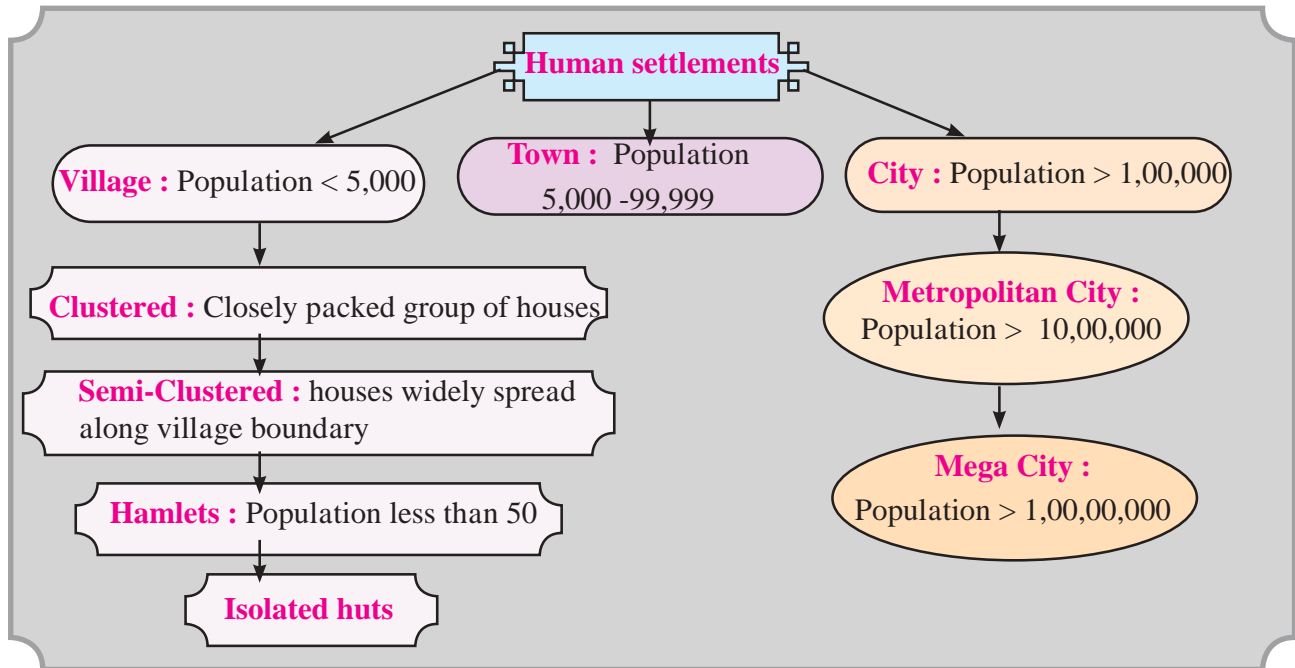 Human settlements
Village : Population < 5,000
Town : Population
5,000 -99,999
City : Population > 1,00,000
Clustered : Closely packed group of houses
Semi-Clustered : houses widely spread
along village boundary
Hamlets : Population less than 50
Isolated huts
Metropolitan City :
Population > 10,00,000
Mega City :
Population > 1,00,00,000